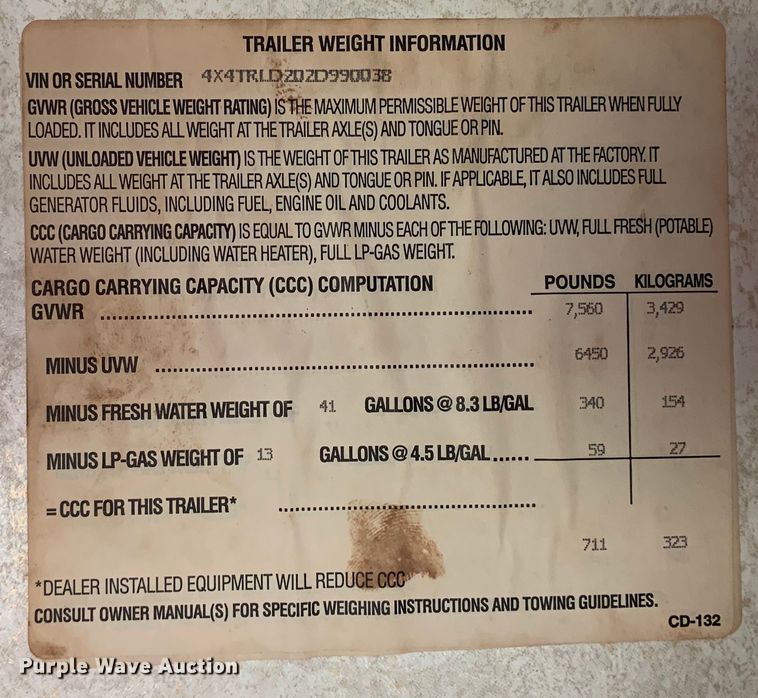 TRAILER WEIGHT INFORMATION
VIN OR SERIAL NUMBER 4X4TRLD202D990038
GVWR (GROSS VEHICLE WEIGHT RATING) IS THE MAXIMUM PERMISSIBLE WEIGHT OF THIS TRAILER WHEN FULLY
LOADED. IT INCLUDES ALL WEIGHT AT THE TRAILER AXLE(S) AND TONGUE OR PIN.
UVW (UNLOADED VEHICLE WEIGHT) IS THE WEIGHT OF THIS TRAILER AS MANUFACTURED AT THE FACTORY. IT
INCLUDES ALL WEIGHT AT THE TRAILER AXLE(S) AND TONGUE OR PIN. IF APPLICABLE, IT ALSO INCLUDES FULL
GENERATOR FLUIDS, INCLUDING FUEL, ENGINE OIL AND COOLANTS.
CCC (CARGO CARRYING CAPACITY) IS EQUAL TO GVWR MINUS EACH OF THE FOLLOWING: UVW, FULL FRESH (POTABLE)
WATER WEIGHT (INCLUDING WATER HEATER), FULL LP-GAS WEIGHT.
CARGO CARRYING CAPACITY (CCC) COMPUTATION POUNDS KILOGRAMS
GVWR 7,560 3,429
MINUS UVW 6450 2,926
MINUS FRESH WATER WEIGHT OF 41 GALLONS @ 8.3 LB/GAL 340 154
MINUS LP-GAS WEIGHT OF 13 GALLONS @ 4.5 LB/GAL...... 59 27
= CCC FOR THIS TRAILER*
711 323
*DEALER INSTALLED EQUIPMENT WILL REDUCE CCC
CONSULT OWNER MANUAL(S) FOR SPECIFIC WEIGHING INSTRUCTIONS AND TOWING GUIDELINES.
CD-132
Purple Wave Auction